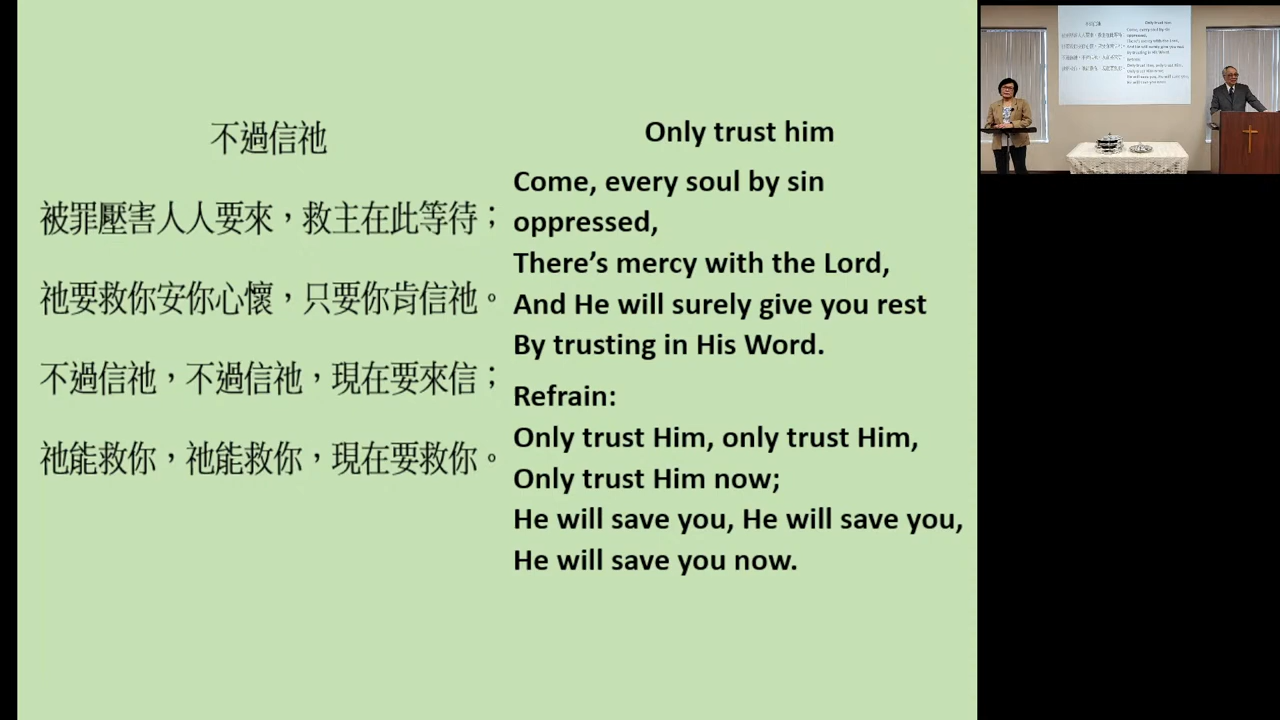 不過信祂
被罪壓害人人要來，救主在此等待；
祂要救你安你心懷，只要你肯信祂。
不過信祂，不過信祂，現在要來信；
祂能救你，祂能救你，現在要救你。
Only trust him
Come, every soul by sin
oppressed,
There’s mercy with the Lord,
And He will surely give you rest
By trusting in His Word.
Refrain:
Only trust Him, only trust Him,
Only trust Him now;
He will save you, He will save you,
He will save you now.